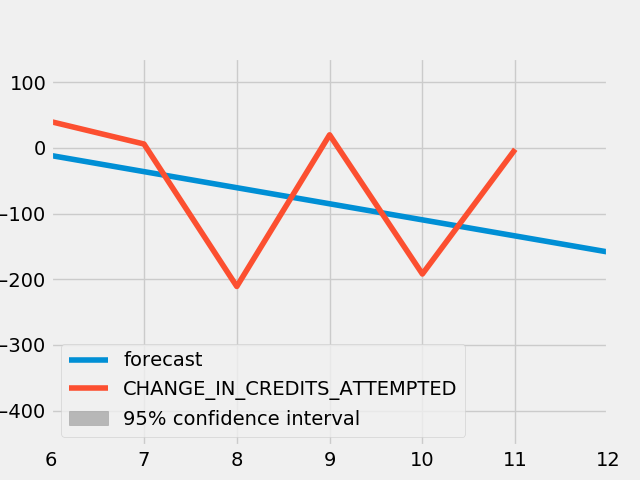 100
0
−100
−200
−300
−400
forecast
CHANGE_IN_CREDITS_ATTEMPTED
95% confidence interval
6 7 8 9 10 11 12